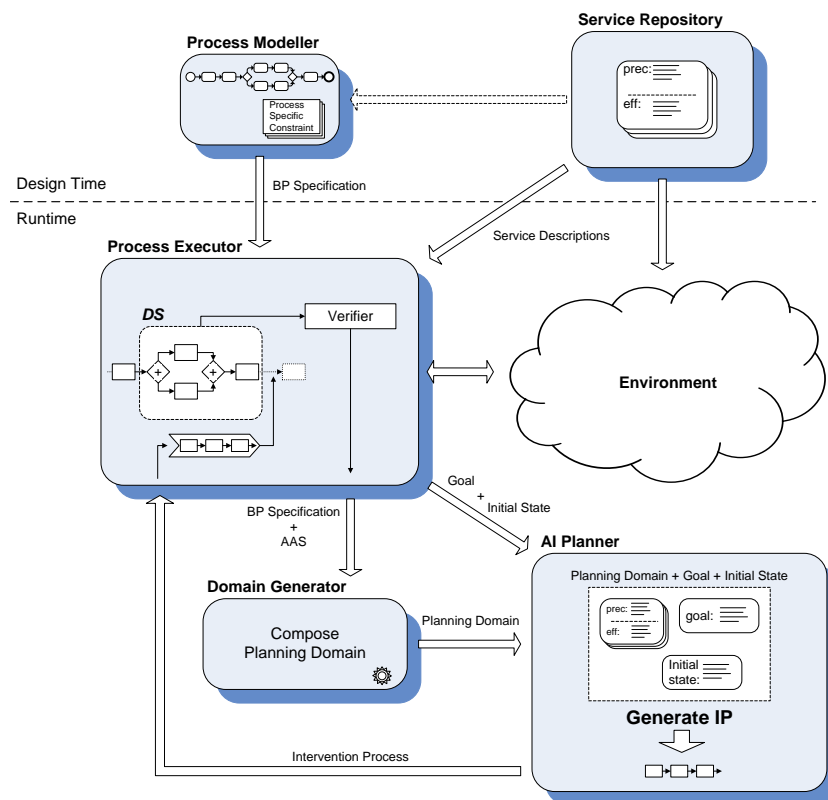 Service Repository
Process Modeller
prec:
eff:
Process
Specific
Constraint
Design Time
BP Specification
Runtime
Service Descriptions
Process Executor
DS
Verifier
+
+
Environment
Goal
+
Initial State
BP Specification
+
AAS
AI Planner
Domain Generator
Planning Domain + Goal + Initial State
Compose
Planning Domain
Planning Domain
prec:
eff:
goal:
Initial
state:
Generate IP
Intervention Process